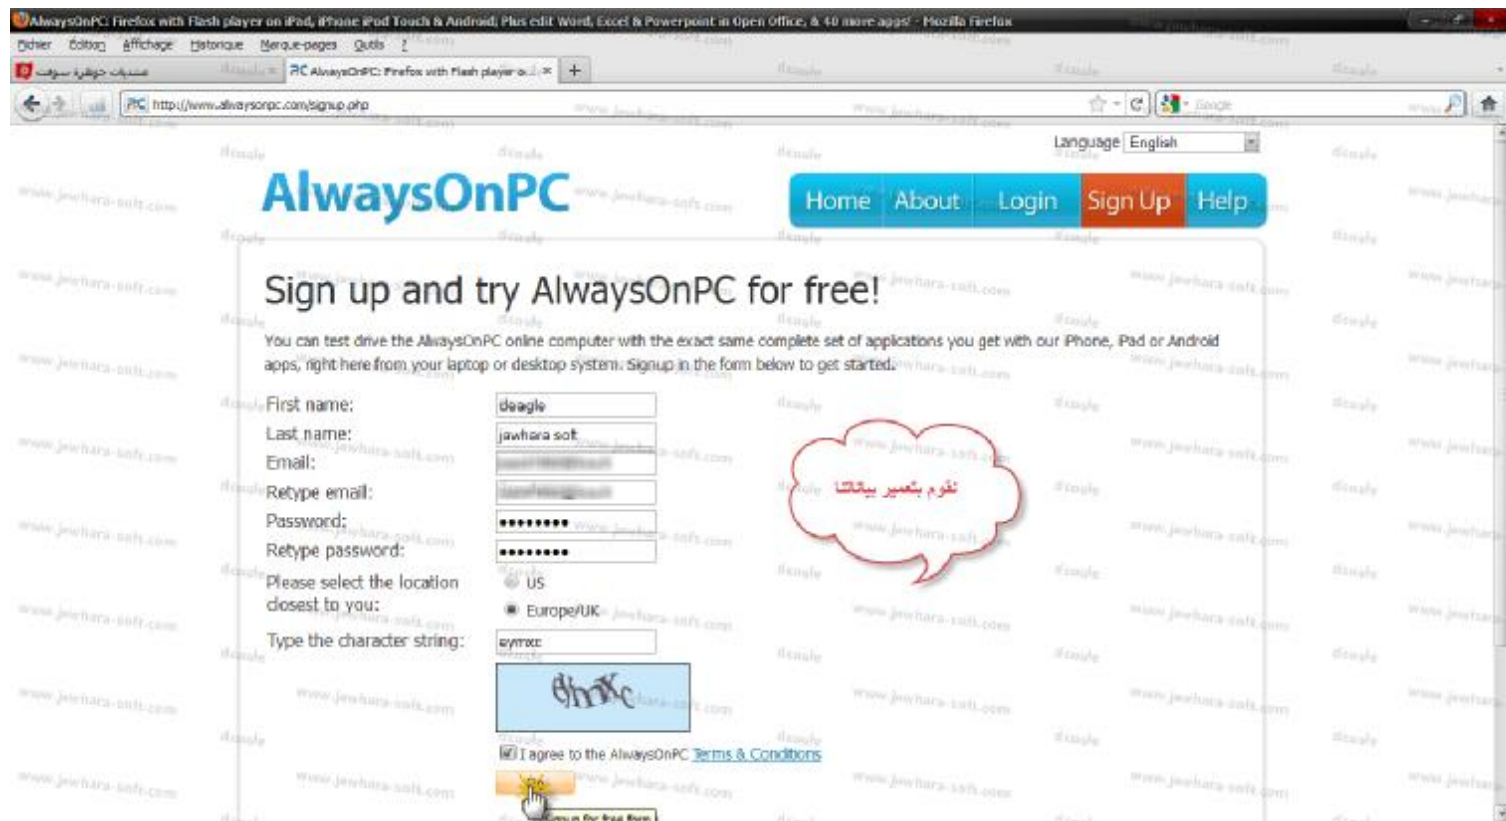 AlwaysOnPC: Firefox with Flash player on iPad, iPhone iPod Touch & Android, Plus edit Word, Excel & Powerpoint in Open Office, & 40 more apps! - Mozilla Firefox
Fichier Édition Affichage Historique Marque-pages Outils ?
منتديات جوهرة سوفت
AlwaysOnPC: Firefox with Flash player o...
http://www.alwaysonpc.com/signup.php
Google
Language English
AlwaysOnPC
Home About Login Sign Up Help
Sign up and try AlwaysOnPC for free!
You can test drive the AlwaysOnPC online computer with the exact same complete set of applications you get with our iPhone, iPad or Android
apps, right here from your laptop or desktop system. Signup in the form below to get started.
First name: deagle
Last name: jawhara sot
Email:
Retype email:
Password: ••••••••
Retype password: ••••••••
Please select the location
closest to you:
US
Europe/UK
Type the character string: eymxc
نقوم بتعمير بياناتنا
I agree to the AlwaysOnPC Terms & Conditions
www.jawhara-soft.com
deagle